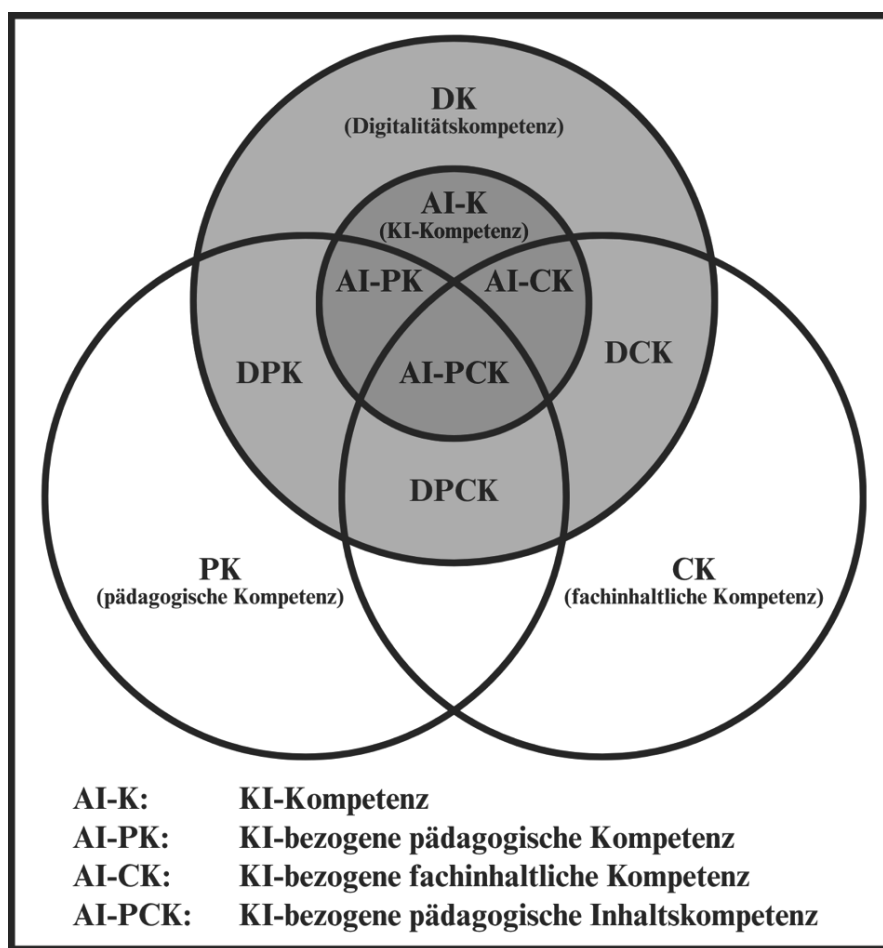 DK
(Digitalitätskompetenz)
AI-K
(KI-Kompetenz)
AI-PK
AI-CK
DPK
AI-PCK
DCK
DPCK
PK
(pädagogische Kompetenz)
CK
(fachinhaltliche Kompetenz)
AI-K: KI-Kompetenz
AI-PK: KI-bezogene pädagogische Kompetenz
AI-CK: KI-bezogene fachinhaltliche Kompetenz
AI-PCK: KI-bezogene pädagogische Inhaltskompetenz